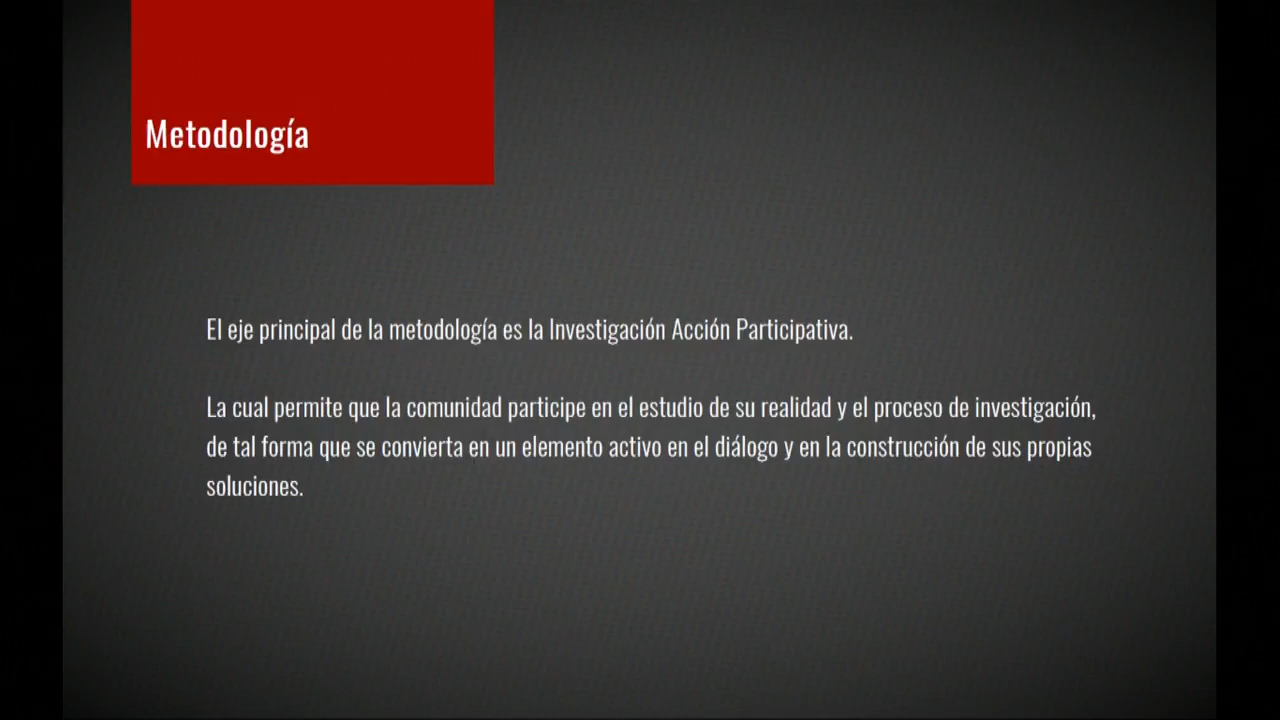 Metodología
El eje principal de la metodología es la Investigación Acción Participativa.
La cual permite que la comunidad participe en el estudio de su realidad y el proceso de investigación,
de tal forma que se convierta en un elemento activo en el diálogo y en la construcción de sus propias
soluciones.